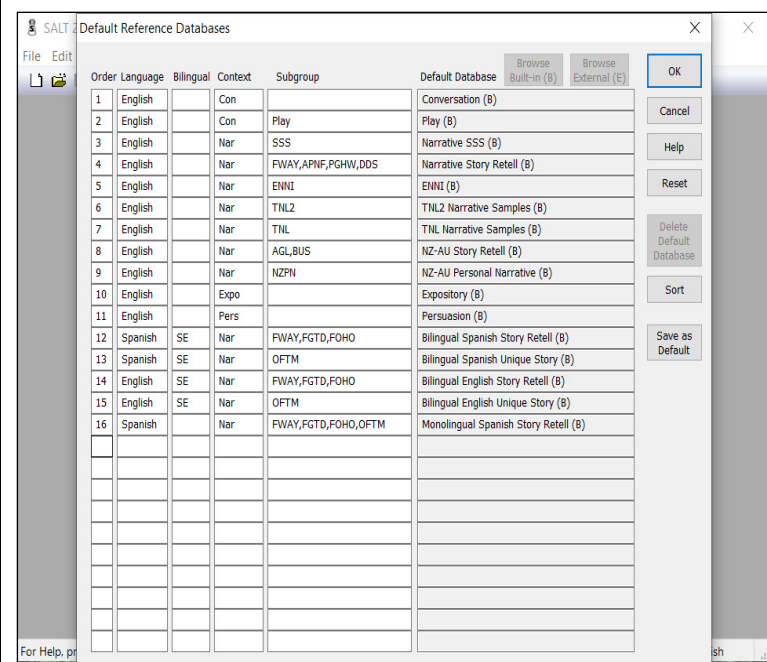 SALT 2
Default Reference Databases
File Edit
Order Language Bilingual Context Subgroup Default Database Browse Built-in (B) Browse External (E)
1 English Con Conversation (B)
2 English Con Play Play (B)
3 English Nar SSS Narrative SSS (B)
4 English Nar FWAY,APNF,PGHW,DDS Narrative Story Retell (B)
5 English Nar ENNI ENNI (B)
6 English Nar TNL2 TNL2 Narrative Samples (B)
7 English Nar TNL TNL Narrative Samples (B)
8 English Nar AGL,BUS NZ-AU Story Retell (B)
9 English Nar NZPN NZ-AU Personal Narrative (B)
10 English Expo Expository (B)
11 English Pers Persuasion (B)
12 Spanish SE Nar FWAY,FGTD,FOHO Bilingual Spanish Story Retell (B)
13 Spanish SE Nar OFTM Bilingual Spanish Unique Story (B)
14 English SE Nar FWAY,FGTD,FOHO Bilingual English Story Retell (B)
15 English SE Nar OFTM Bilingual English Unique Story (B)
16 Spanish Nar FWAY,FGTD,FOHO,OFTM Monolingual Spanish Story Retell (B)
OK
Cancel
Help
Reset
Delete
Default
Database
Sort
Save as
Default
For Help, pr
ish